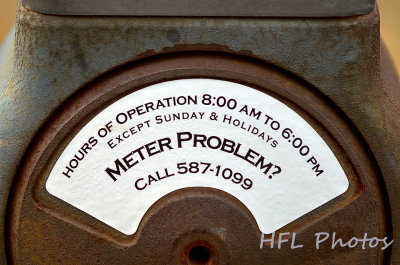 Hours of Operation 8:00 am to 6:00 pm
Except Sunday & Holidays
Meter Problem?
Call 587-1099
HFL Photos